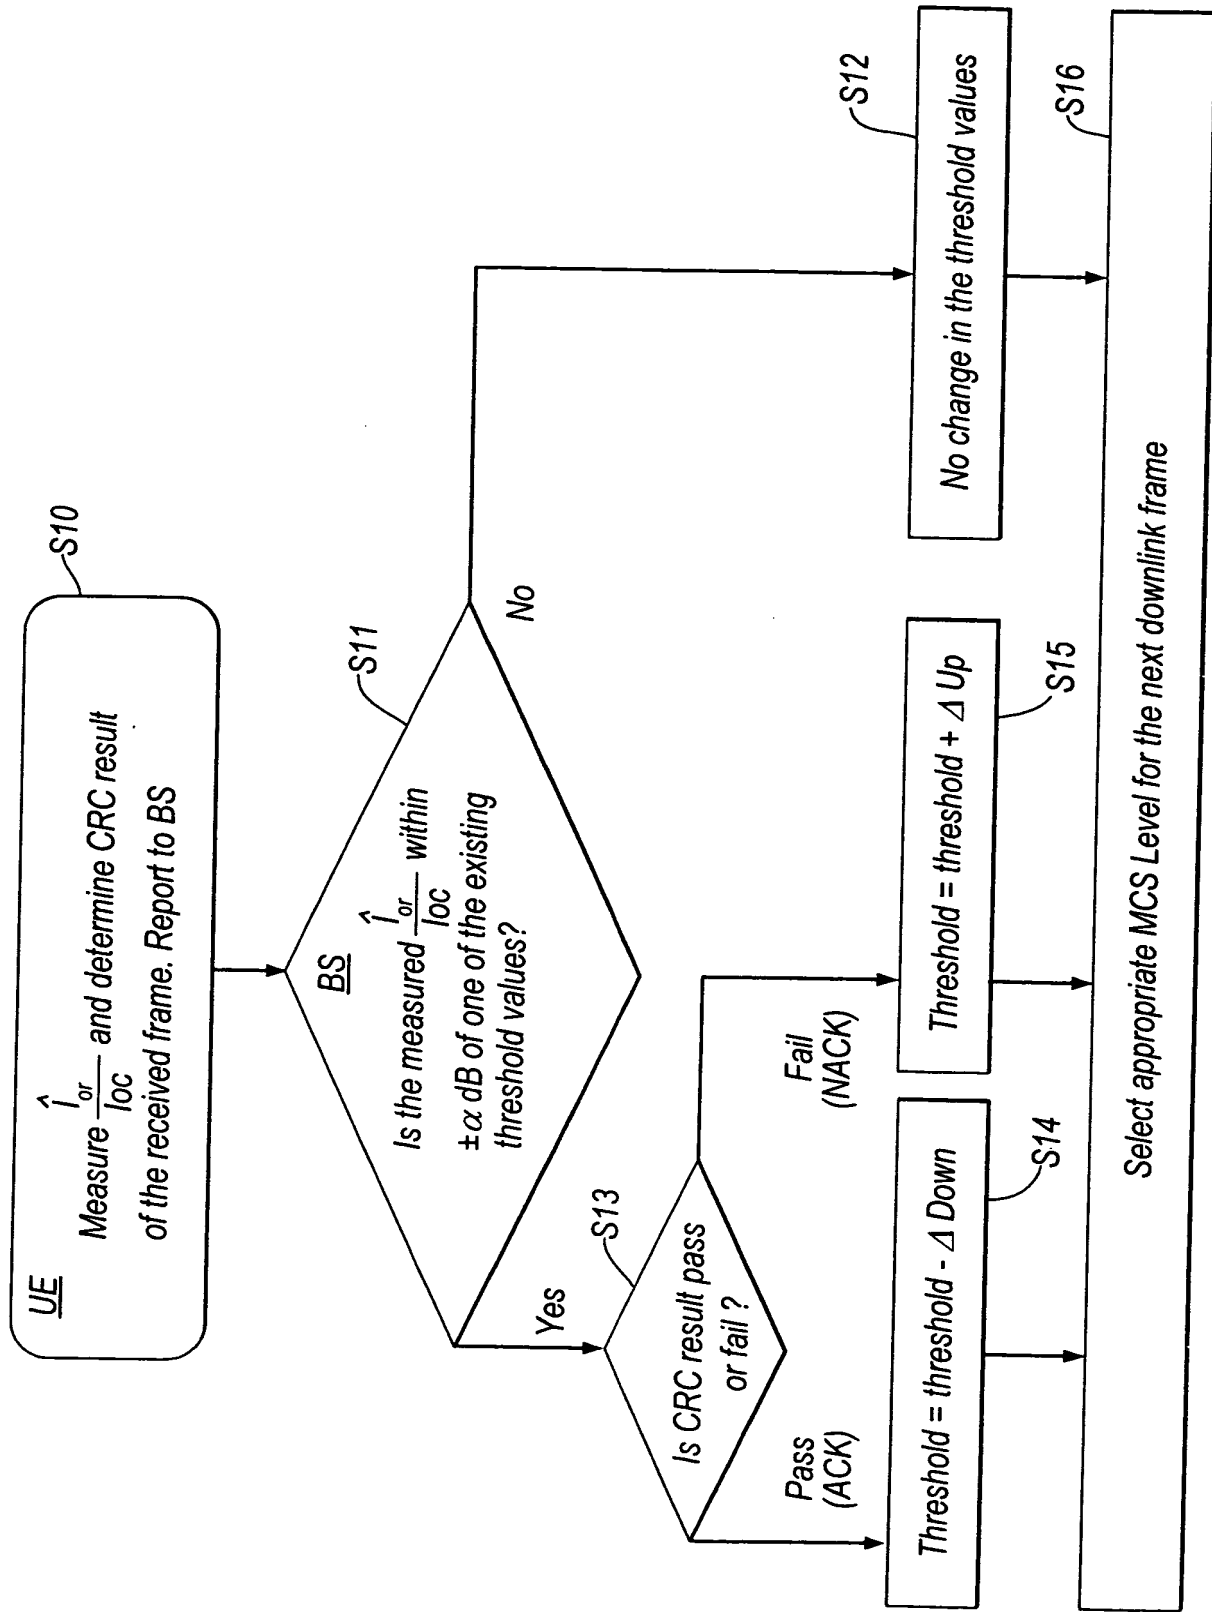 UE
S10
Measure Îor/Ioc and determine CRC result
of the received frame. Report to BS
S11
BS
Is the measured Îor/Ioc within
±α dB of one of the existing
threshold values?
Yes
No
S13
Is CRC result pass
or fail ?
Pass
(ACK)
Fail
(NACK)
S12
Threshold = threshold - Δ Down
S14
Threshold = threshold + Δ Up
S15
No change in the threshold values
S16
Select appropriate MCS Level for the next downlink frame